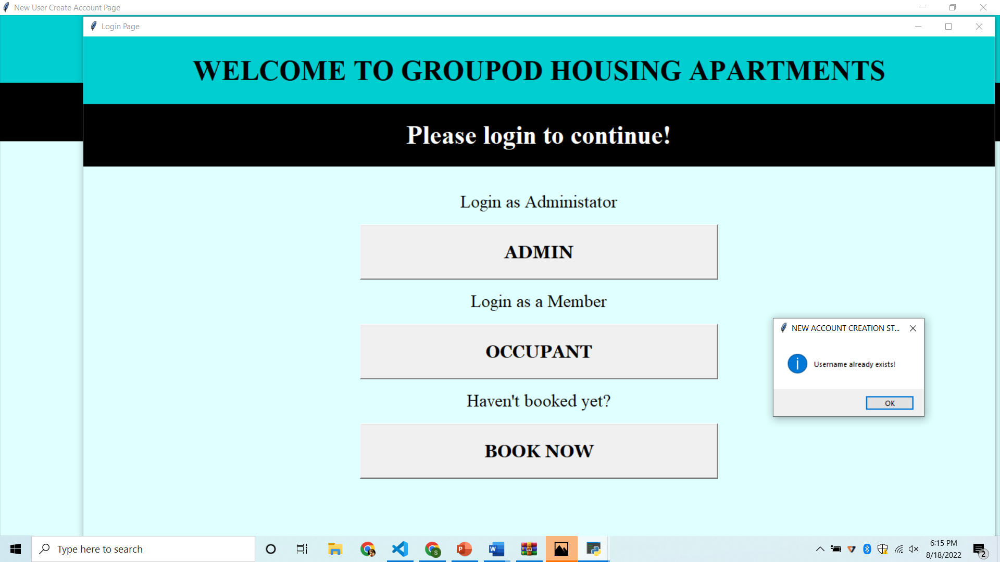 New User Create Account Page
Login Page
WELCOME TO GROUPOD HOUSING APARTMENTS
Please login to continue!
Login as Administator
ADMIN
Login as a Member
OCCUPANT
Haven't booked yet?
BOOK NOW
NEW ACCOUNT CREATION ST...
Username already exists!
OK
Type here to search
S
P
W
6:15 PM
8/18/2022
2